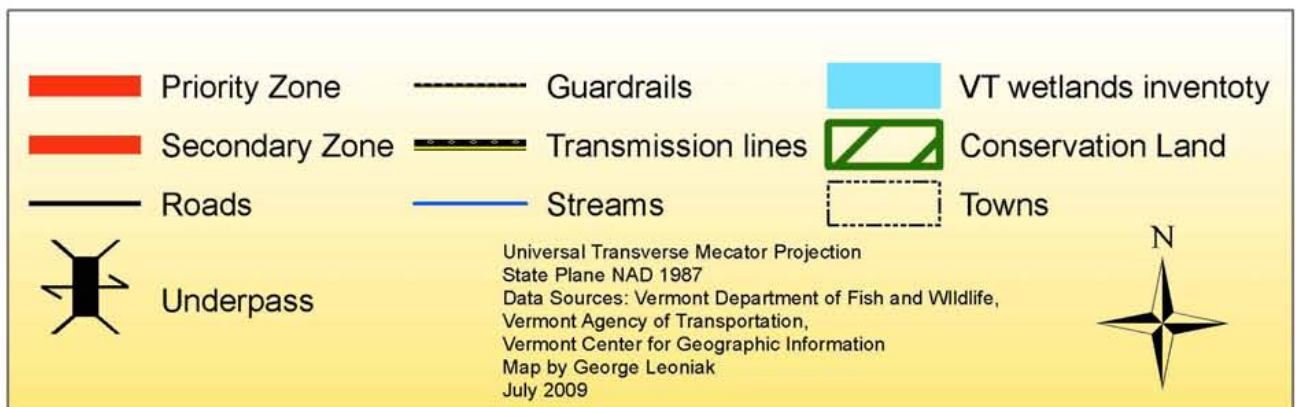 Priority Zone
Secondary Zone
Roads
Underpass
Guardrails
Transmission lines
Streams
VT wetlands inventoty
Conservation Land
Towns
Universal Transverse Mecator Projection
State Plane NAD 1987
Data Sources: Vermont Department of Fish and WIldlife,
Vermont Agency of Transportation,
Vermont Center for Geographic Information
Map by George Leoniak
July 2009
N